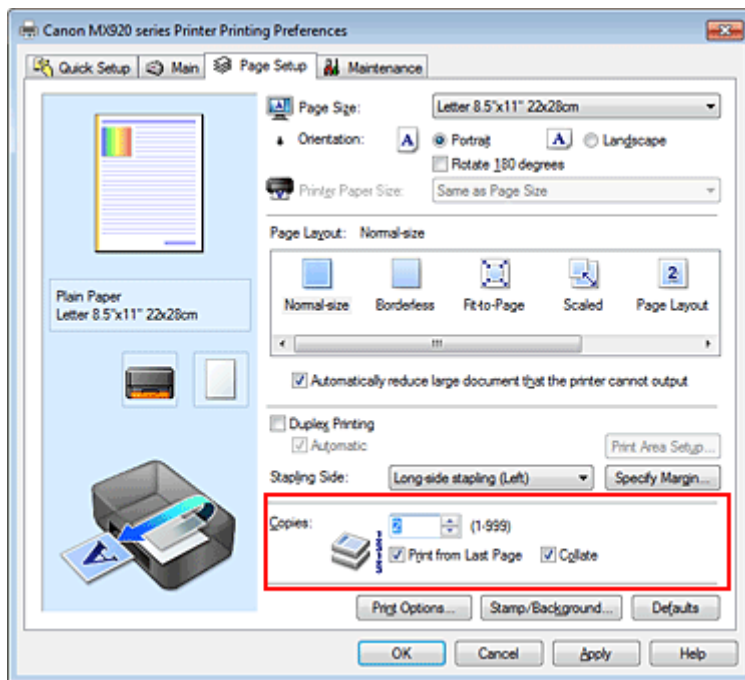 Canon MX920 series Printer Printing Preferences
Quick Setup Main Page Setup Maintenance
Page Size: Letter 8.5"x11" 22x28cm
Orientation: A Portrait A Landscape
Rotate 180 degrees
Printer Paper Size: Same as Page Size
Page Layout: Normal-size
2
Normal-size Borderless Fit-to-Page Scaled Page Layout
Plain Paper
Letter 8.5"x11" 22x28cm
Automatically reduce large document that the printer cannot output
Duplex Printing
Automatic
Print Area Setup...
Stapling Side: Long-side stapling (Left) Specify Margin...
Copies: 2 (1-999)
Print from Last Page Collate
A
Print Options... Stamp/Background... Defaults
OK Cancel Apply Help